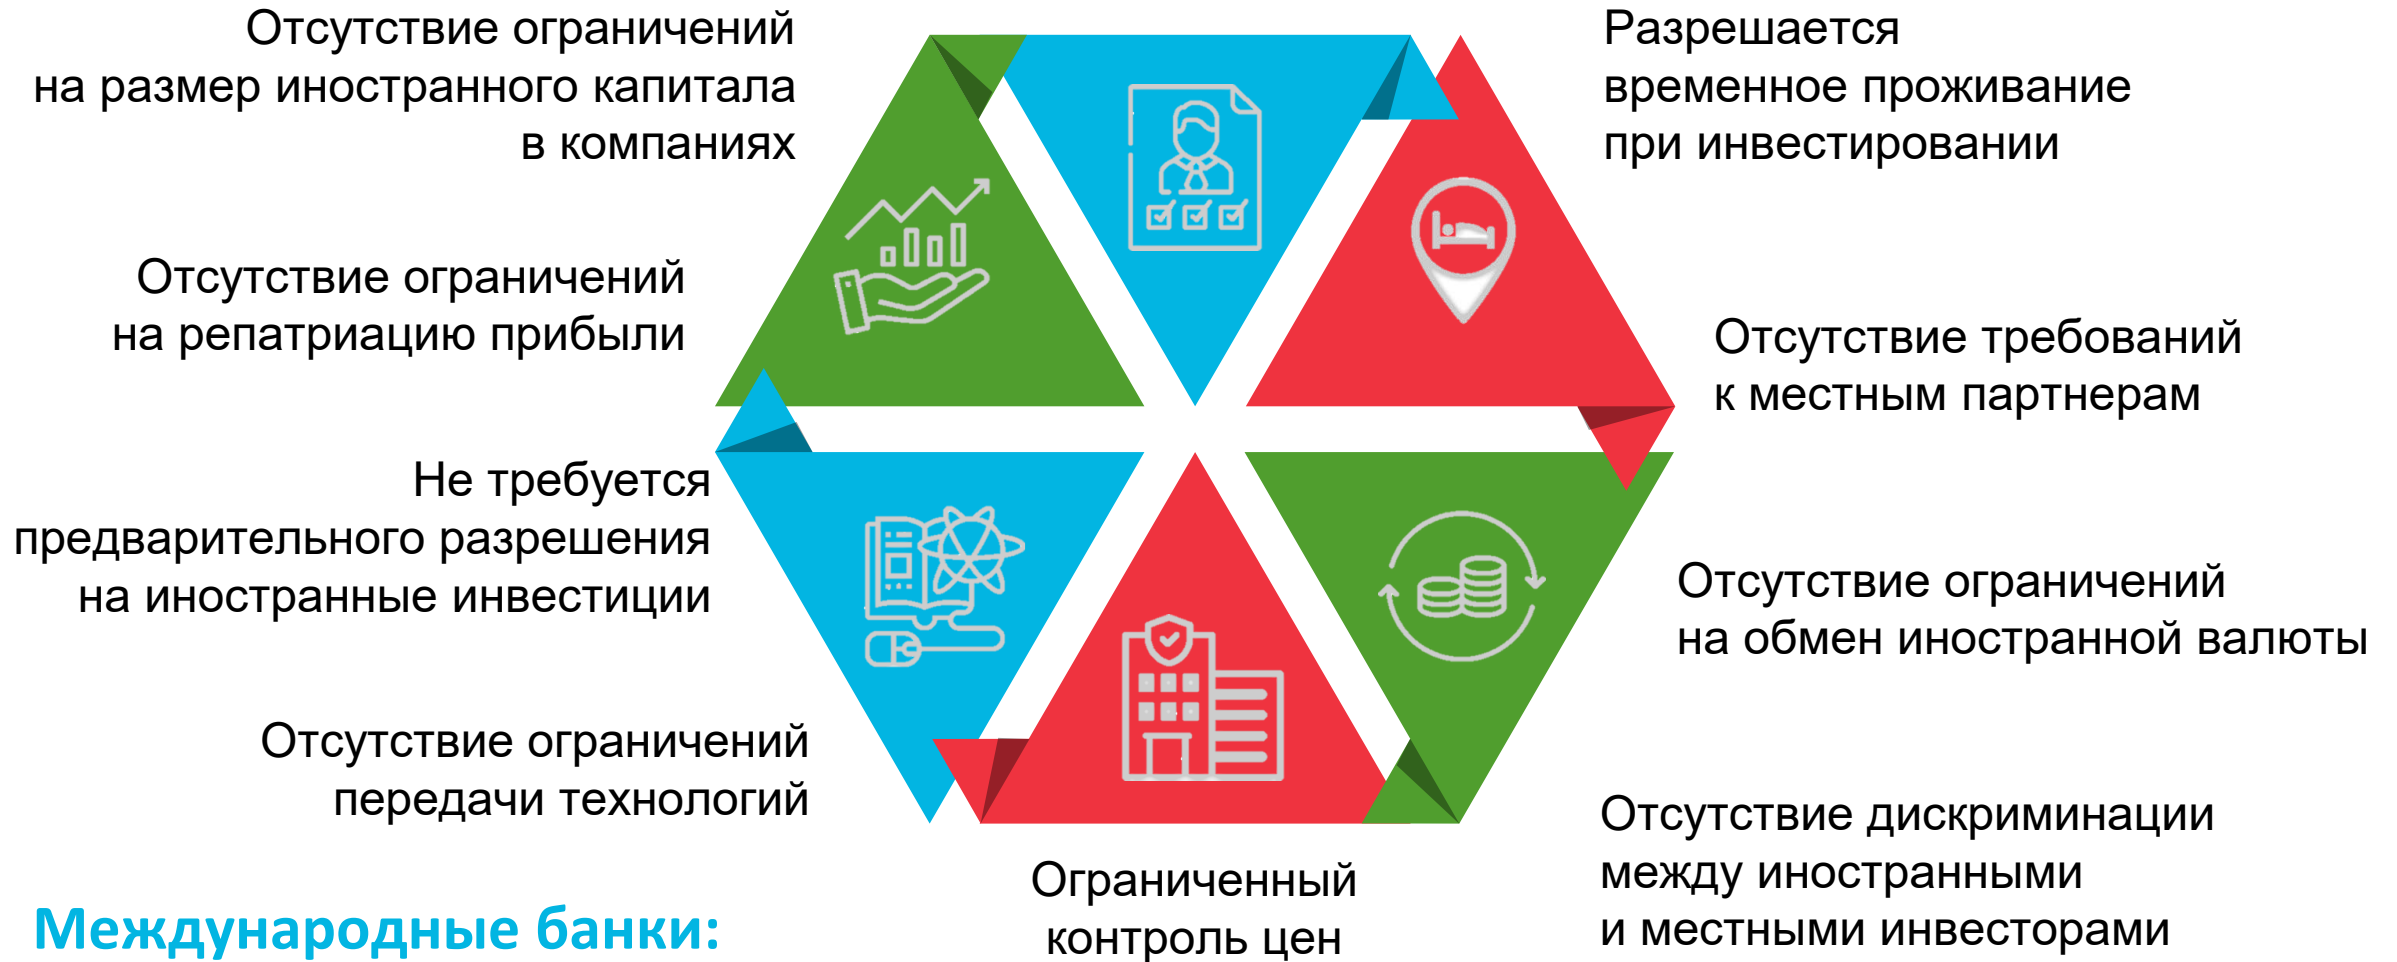 Отсутствие ограничений
на размер иностранного капитала
в компаниях
Отсутствие ограничений
на репатриацию прибыли
Не требуется
предварительного разрешения
на иностранные инвестиции
Отсутствие ограничений
передачи технологий
Международные банки:
Ограниченный
контроль цен
Разрешается
временное проживание
при инвестировании
Отсутствие требований
к местным партнерам
Отсутствие ограничений
на обмен иностранной валюты
Отсутствие дискриминации
между иностранными
и местными инвесторами